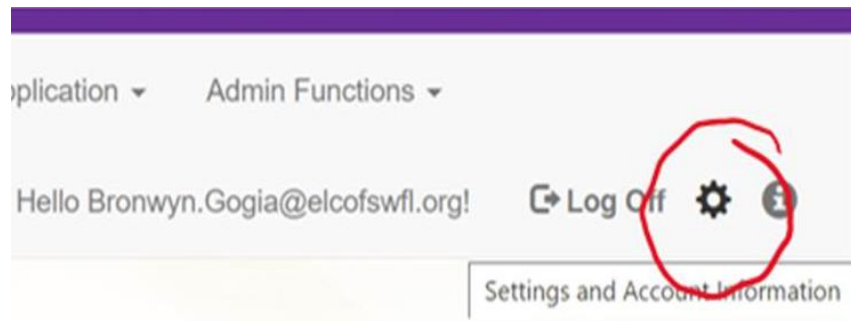 plication Admin Functions
Hello Bronwyn.Gogia@elcofswfl.org! Log Off
Settings and Account Information